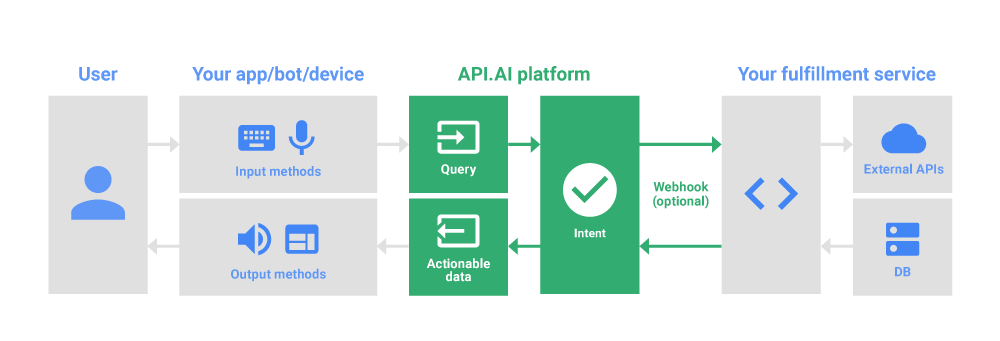 User
Your app/bot/device
API.AI platform
Your fulfillment service
Input methods
Output methods
Query
Actionable
data
Intent
Webhook
(optional)
External APIs
DB